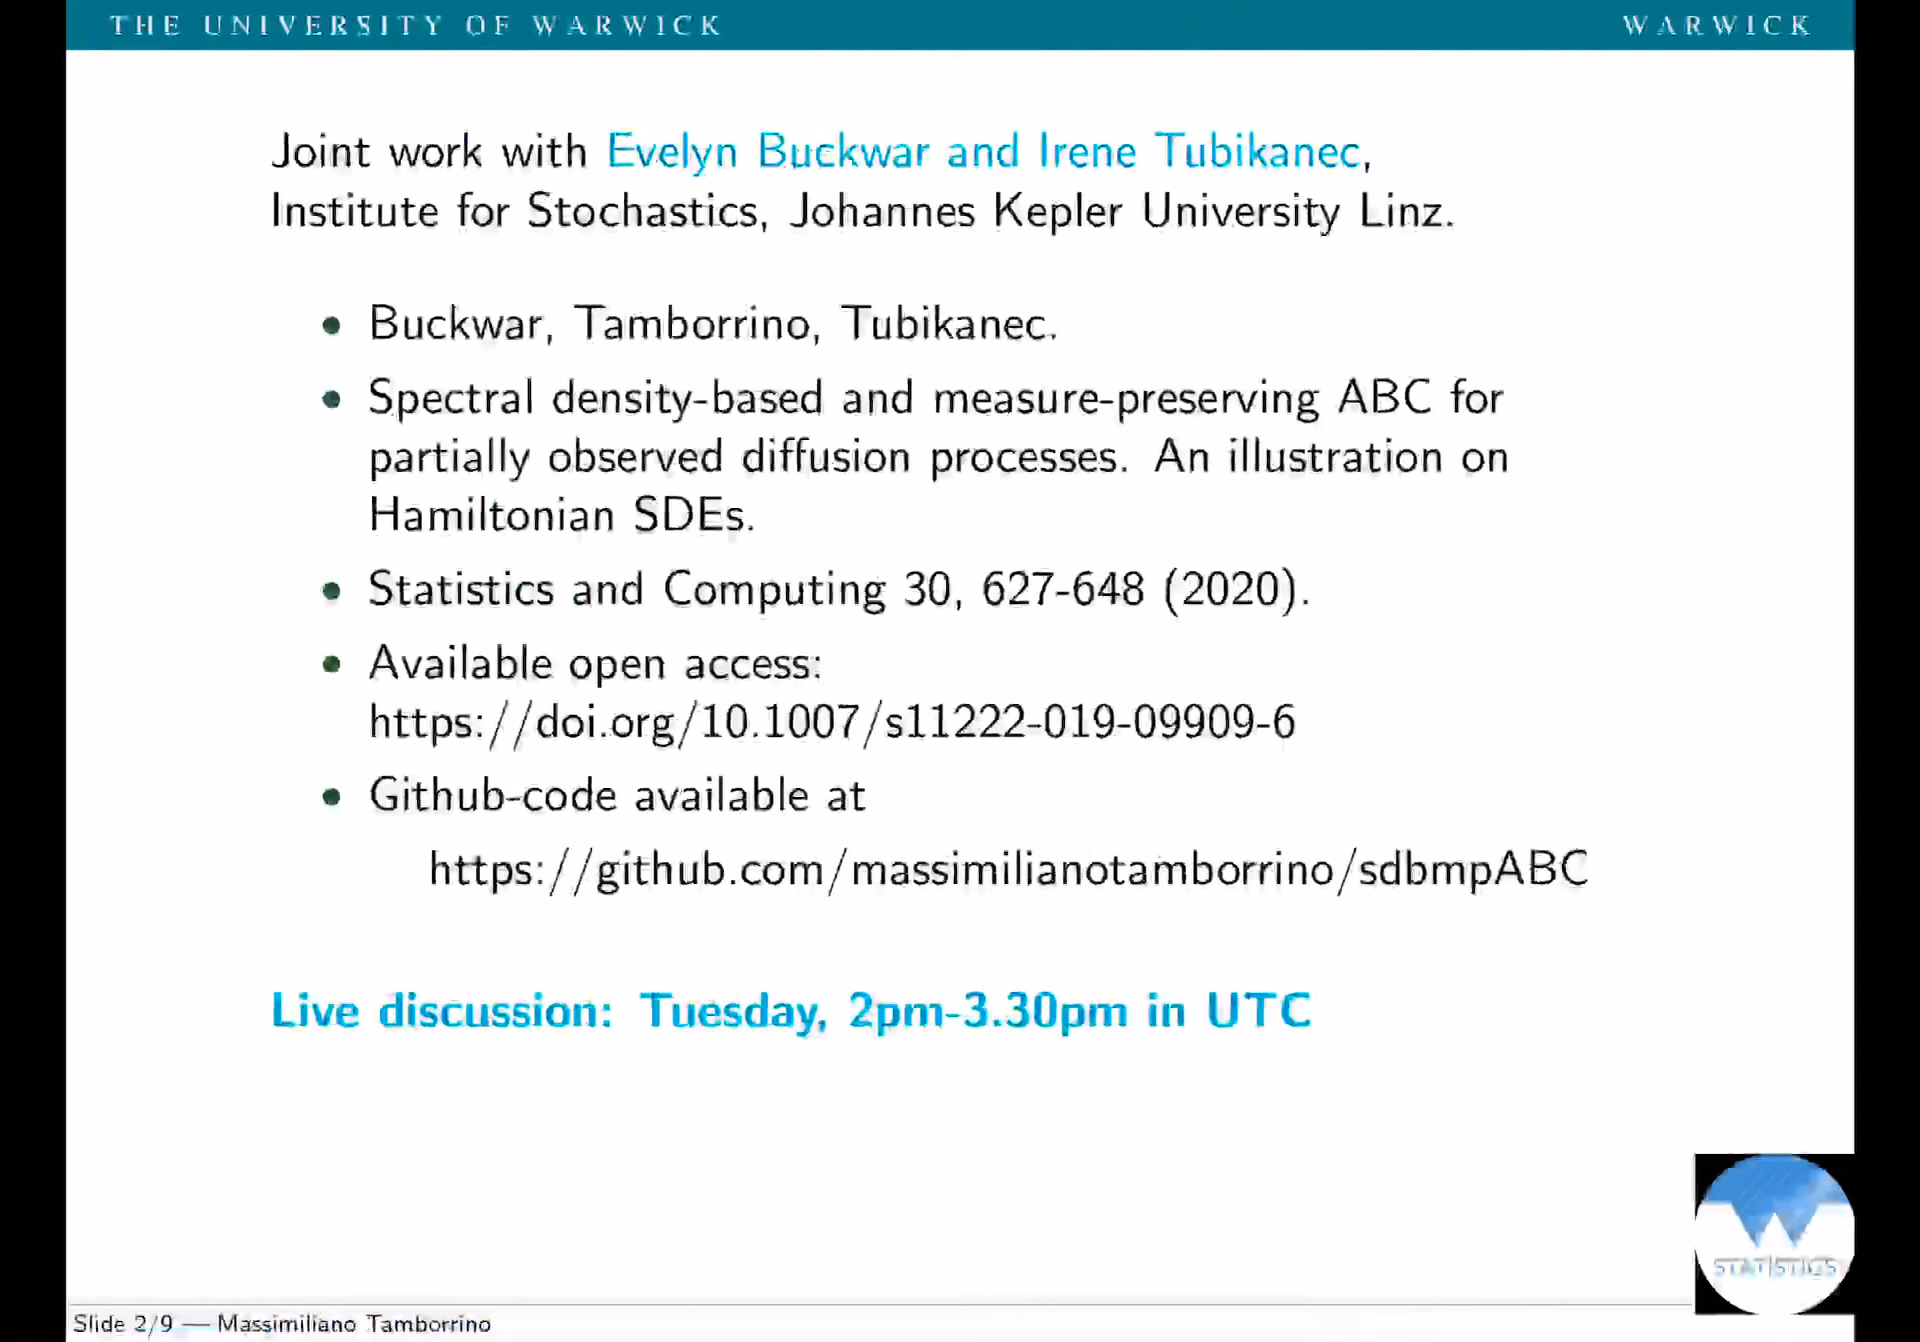 THE UNIVERSITY OF WARWICK
WARWICK
Joint work with Evelyn Buckwar and Irene Tubikanec,
Institute for Stochastics, Johannes Kepler University Linz.
• Buckwar, Tamborrino, Tubikanec.
• Spectral density-based and measure-preserving ABC for
partially observed diffusion processes. An illustration on
Hamiltonian SDEs.
• Statistics and Computing 30, 627-648 (2020).
• Available open access:
https://doi.org/10.1007/s11222-019-09909-6
• Github-code available at
https://github.com/massimilianotamborrino/sdbmpABC
Live discussion: Tuesday, 2pm-3.30pm in UTC
STATISTICS
Slide 2/9 — Massimiliano Tamborrino